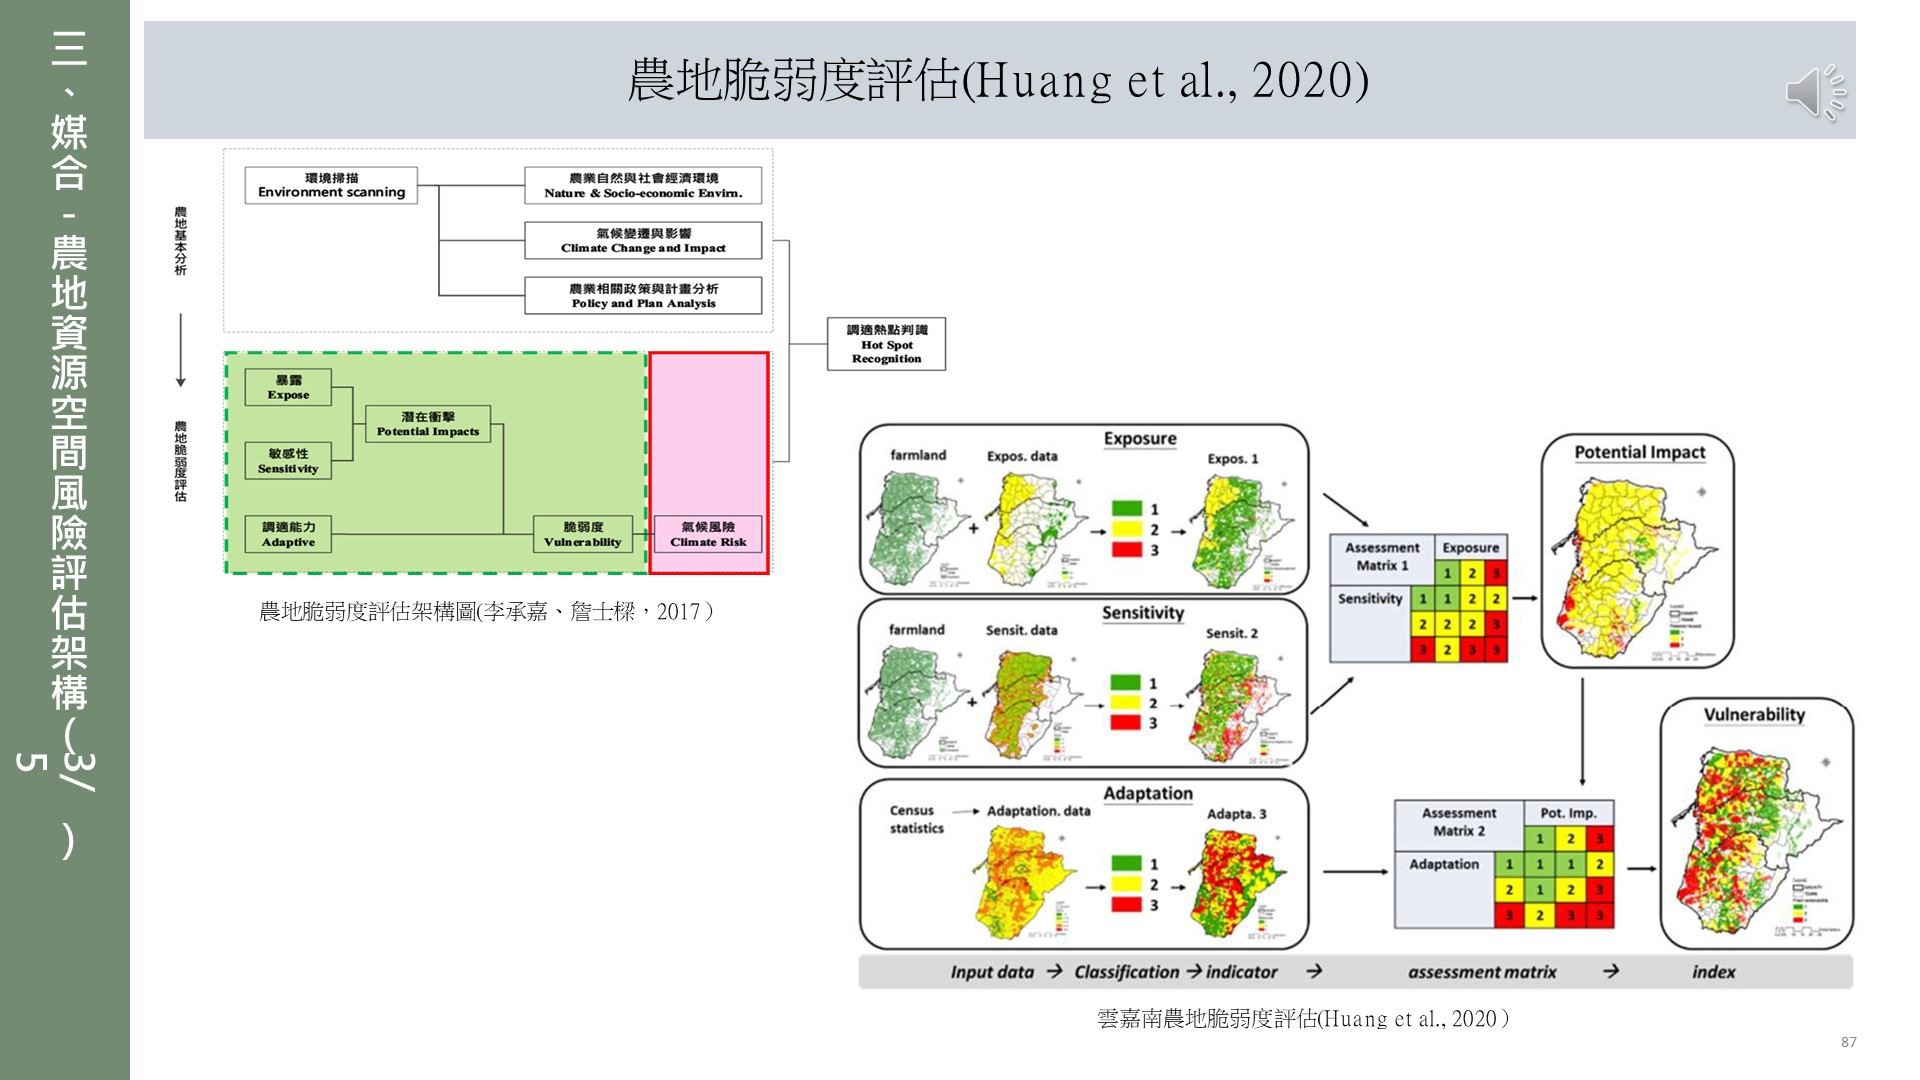 三、媒合-農地資源空間風險評估架構(3/5)
農地脆弱度評估(Huang et al., 2020)
農地基本分析
環境掃描
Environment scanning
農業自然與社會經濟環境
Nature & Socio-economic Envirn.
氣候變遷與影響
Climate Change and Impact
農業相關政策與計畫分析
Policy and Plan Analysis
調適熱點判識
Hot Spot
Recognition
農地脆弱度評估
暴露
Expose
潛在衝擊
Potential Impacts
敏感性
Sensitivity
調適能力
Adaptive
脆弱度
Vulnerability
氣候風險
Climate Risk
農地脆弱度評估架構圖(李承嘉、詹士樑，2017）
Exposure
farmland
Expos. data
Expos. 1
+
1
2
3
Sensitivity
farmland
Sensit. data
Sensit. 2
+
1
2
3
Adaptation
Census
statistics
Adaptation. data
Adapta. 3
1
2
3
Assessment
Matrix 1
Exposure
1 2 3
Sensitivity
1 1 2 2
2 2 2 3
3 2 3 3
Potential Impact
Assessment
Matrix 2
Pot. Imp.
1 2 3
Adaptation
1 1 1 2
2 1 2 3
3 2 3 3
Vulnerability
Input data → Classification → indicator → assessment matrix → index
雲嘉南農地脆弱度評估(Huang et al., 2020）
87